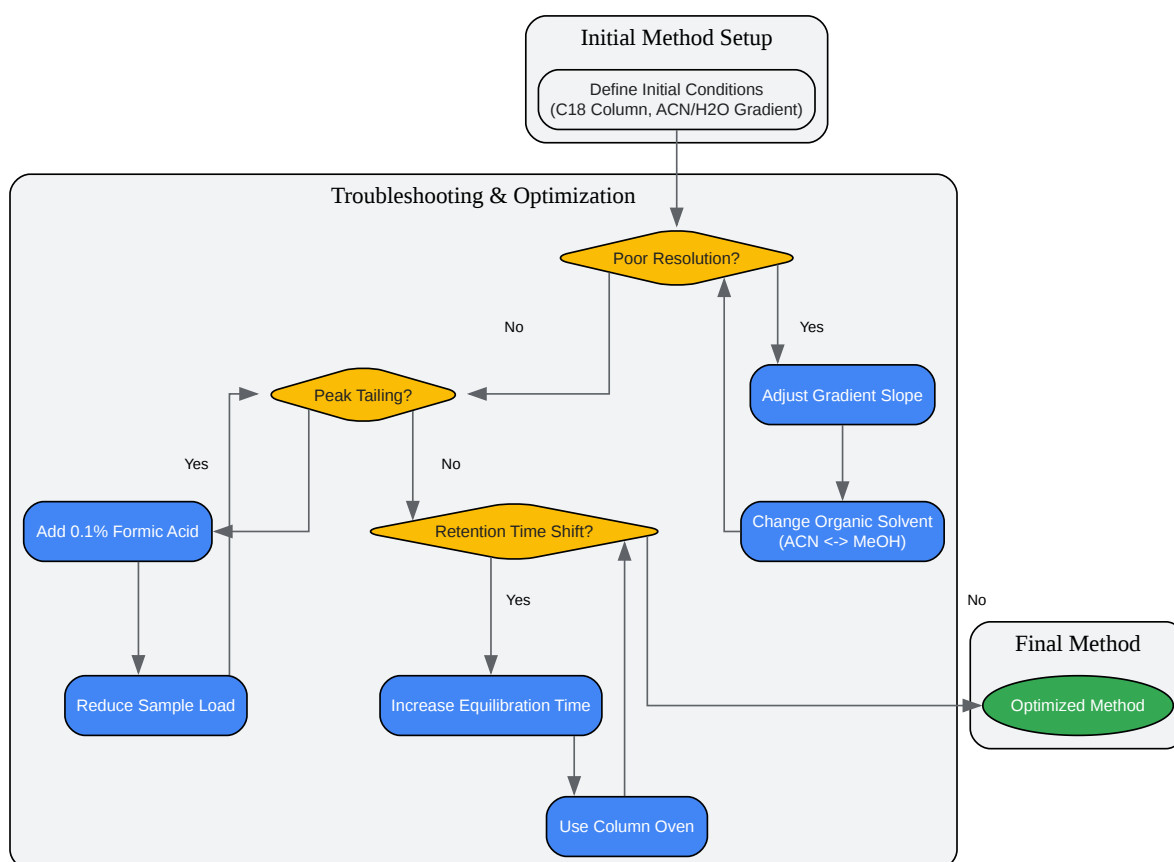 Initial Method Setup
Define Initial Conditions
(C18 Column, ACN/H2O Gradient)
Troubleshooting & Optimization
Poor Resolution?
No
Yes
Peak Tailing?
Adjust Gradient Slope
Yes
No
Add 0.1% Formic Acid
Retention Time Shift?
Change Organic Solvent
(ACN <-> MeOH)
Yes
No
Final Method
Reduce Sample Load
Increase Equilibration Time
Optimized Method
Use Column Oven